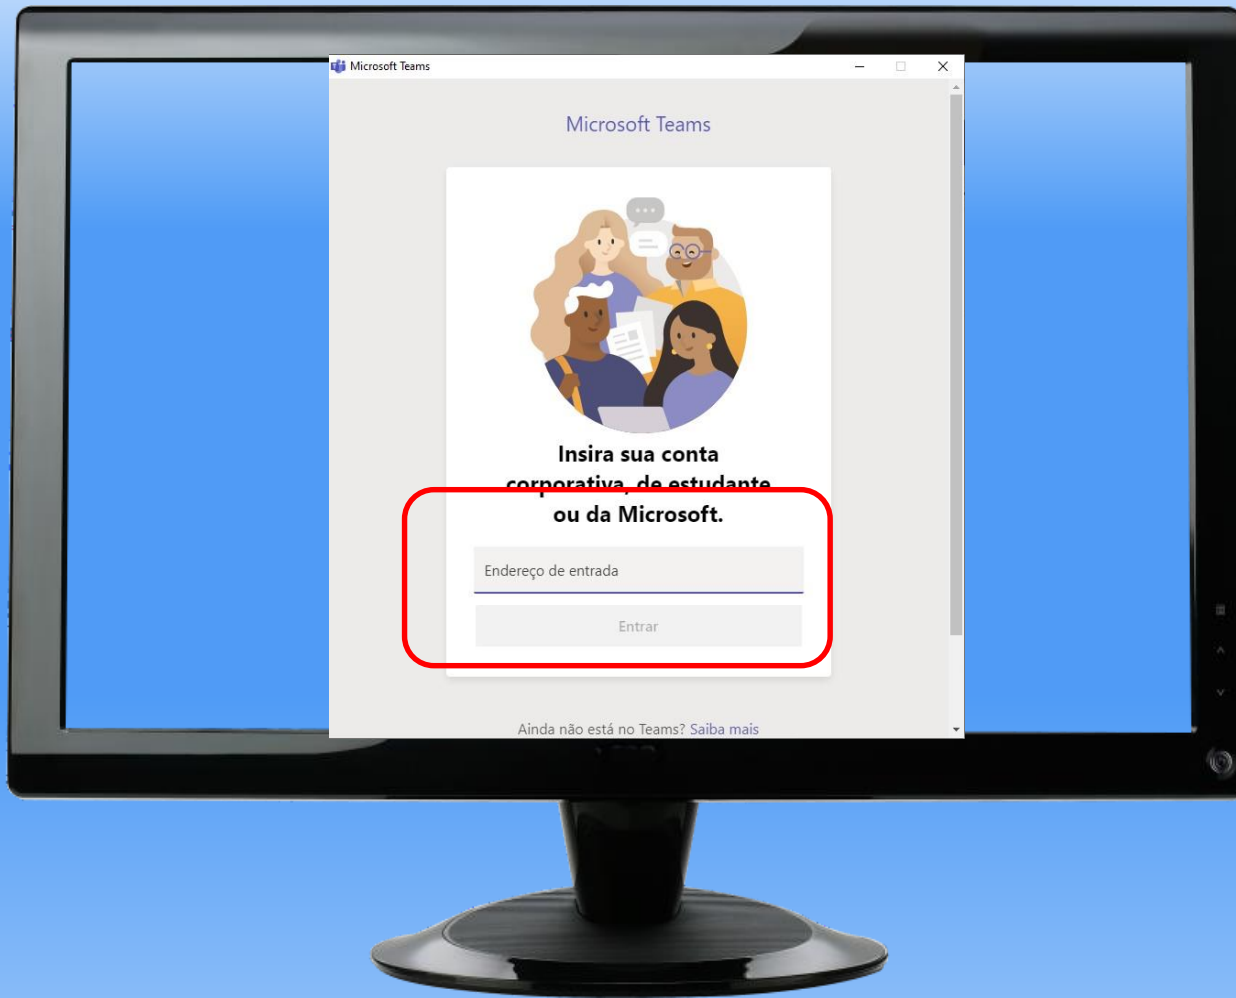 Microsoft Teams
Microsoft Teams
Insira sua conta
corporativa, de estudante
ou da Microsoft.
Endereço de entrada
Entrar
Ainda não está no Teams? Saiba mais